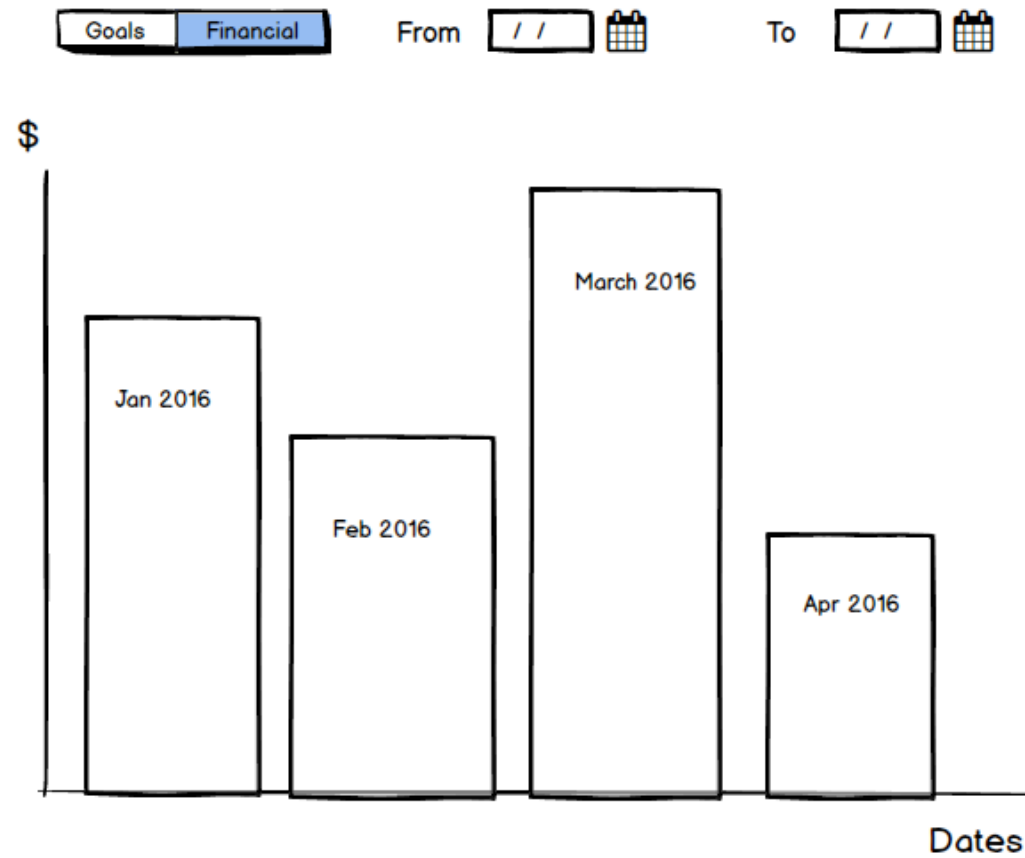 Goals Financial From / / To / /
$
March 2016
Jan 2016
Feb 2016
Apr 2016
Dates